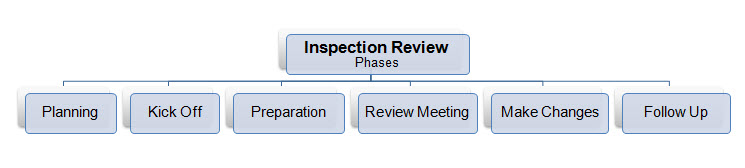 Inspection Review
Phases
Planning
Kick Off
Preparation
Review Meeting
Make Changes
Follow Up